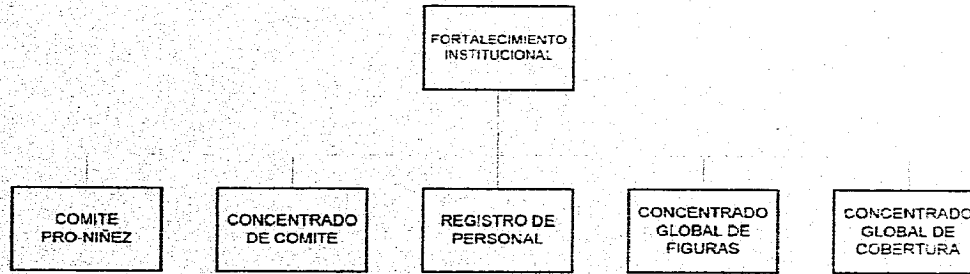 FORTALECIMIENTO
INSTITUCIONAL
COMITE
PRO-NIÑEZ
CONCENTRADO
DE COMITE
REGISTRO DE
PERSONAL
CONCENTRADO
GLOBAL DE
FIGURAS
CONCENTRADO
GLOBAL DE
COBERTURA